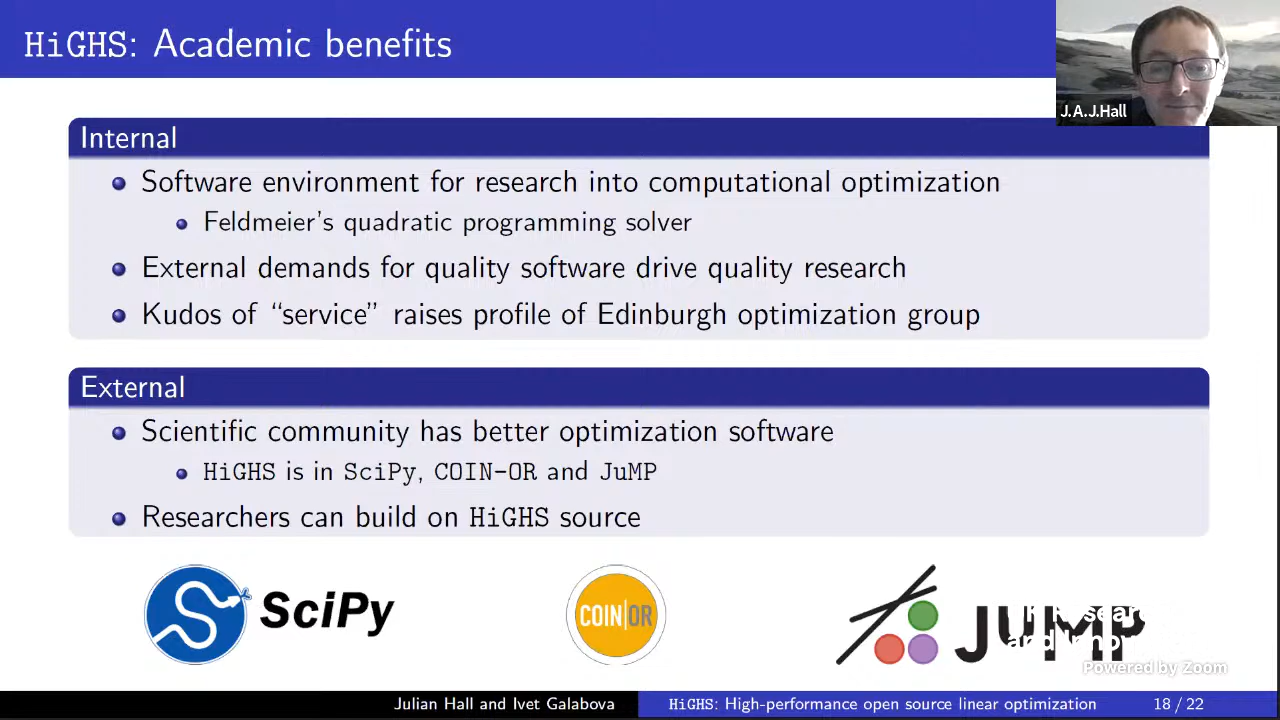 HiGHS: Academic benefits
J.A.J.Hall
Internal
Software environment for research into computational optimization
Feldmeier's quadratic programming solver
External demands for quality software drive quality research
Kudos of “service” raises profile of Edinburgh optimization group
External
Scientific community has better optimization software
HiGHS is in SciPy, COIN-OR and JuMP
Researchers can build on HiGHS source
SciPy
COIN|OR
JuMP
Powered by Zoom
Julian Hall and Ivet Galabova
HiGHS: High-performance open source linear optimization
18 / 22